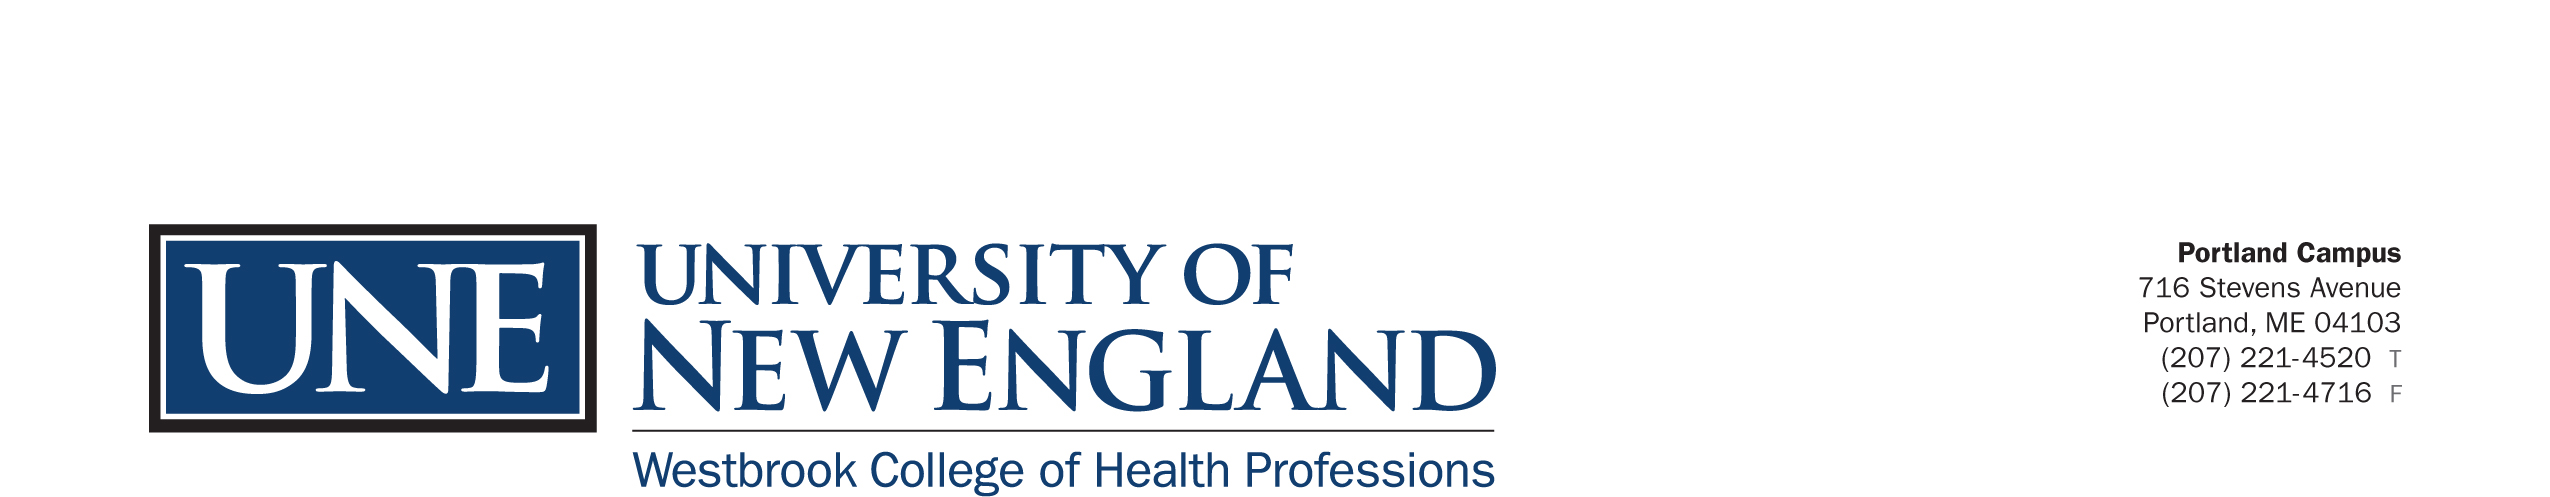 UNE
UNIVERSITY OF
NEW ENGLAND
Westbrook College of Health Professions
Portland Campus
716 Stevens Avenue
Portland, ME 04103
(207) 221-4520 T
(207) 221-4716 F